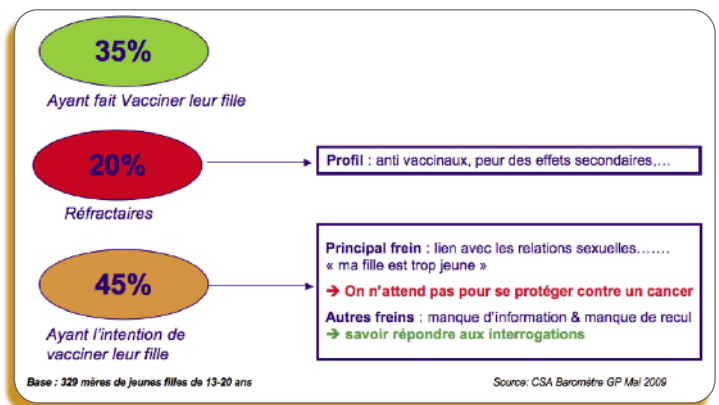 35%
Ayant fait Vacciner leur fille
20%
Réfractaires
Profil : anti vaccinaux, peur des effets secondaires,...
45%
Ayant l'intention de
vacciner leur fille
Principal frein : lien avec les relations sexuelles.......
« ma fille est trop jeune »
➔ On n'attend pas pour se protéger contre un cancer
Autres freins : manque d'information & manque de recul
➔ savoir répondre aux interrogations
Base : 329 mères de jeunes filles de 13-20 ans
Source: CSA Baromètre GP Mai 2009